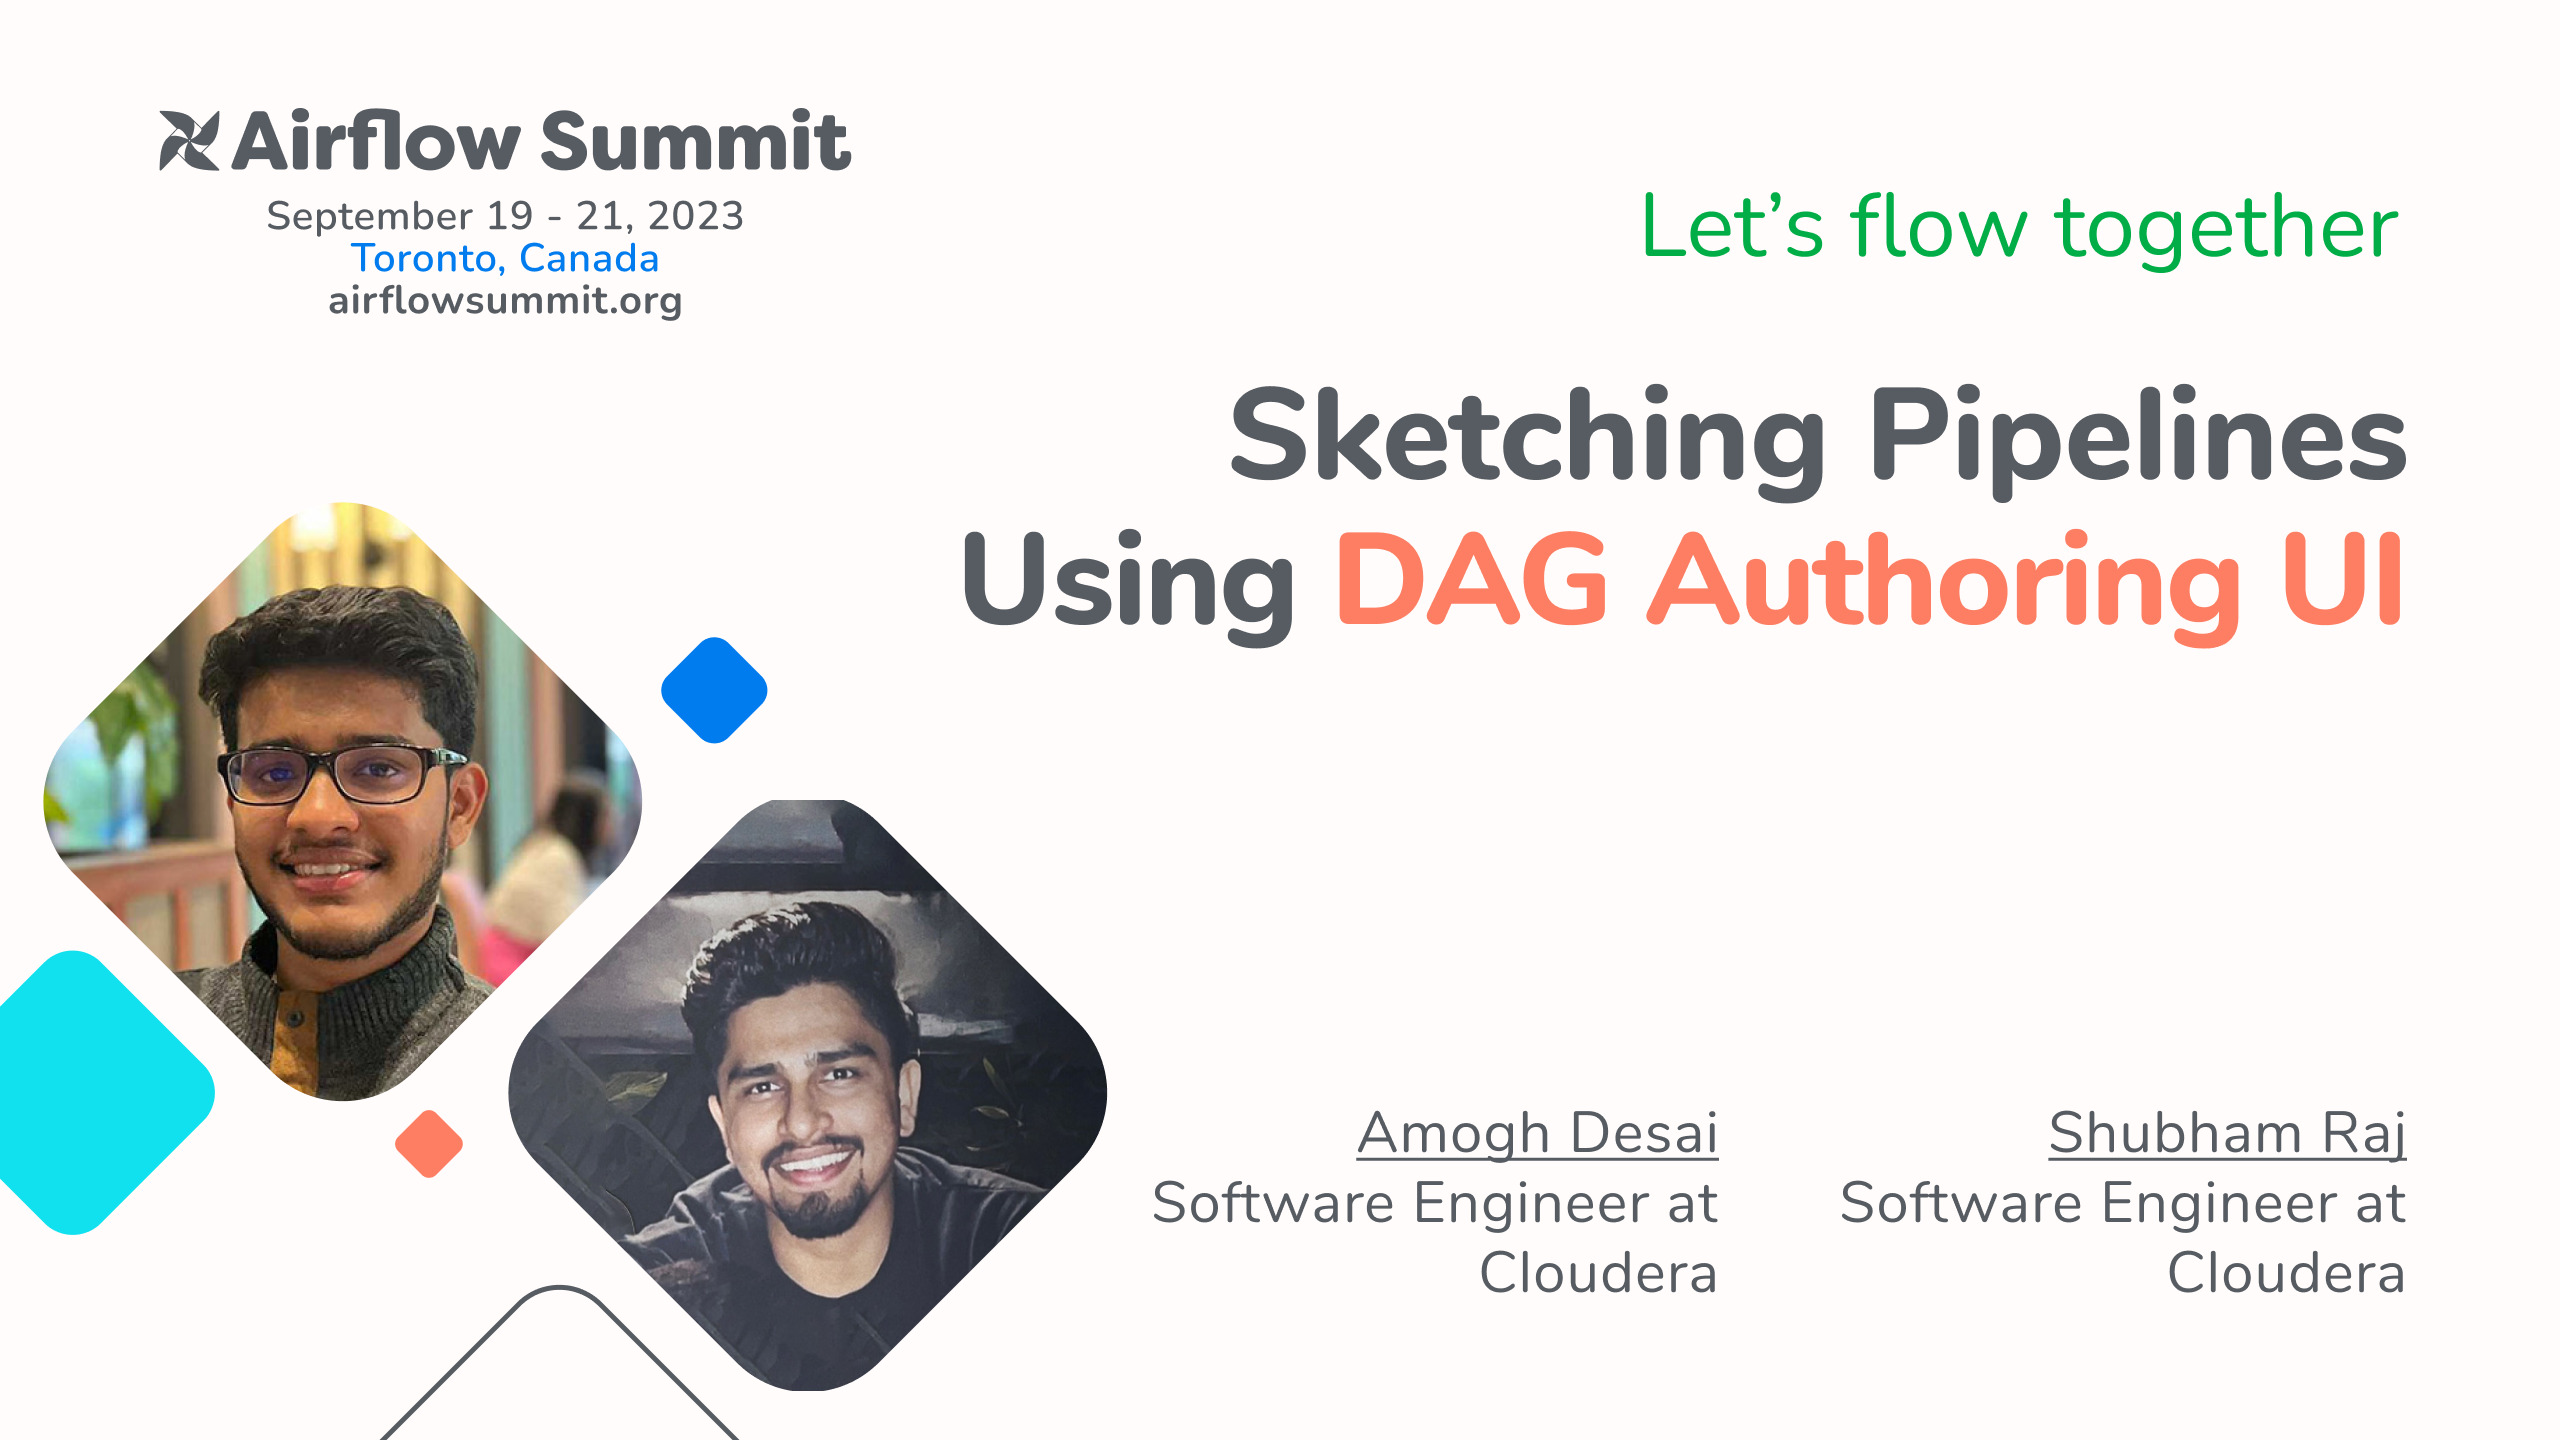 Airflow Summit
September 19 - 21, 2023
Toronto, Canada
airflowsummit.org
Let’s flow together
Sketching Pipelines
Using DAG Authoring UI
Amogh Desai
Software Engineer at
Cloudera
Shubham Raj
Software Engineer at
Cloudera